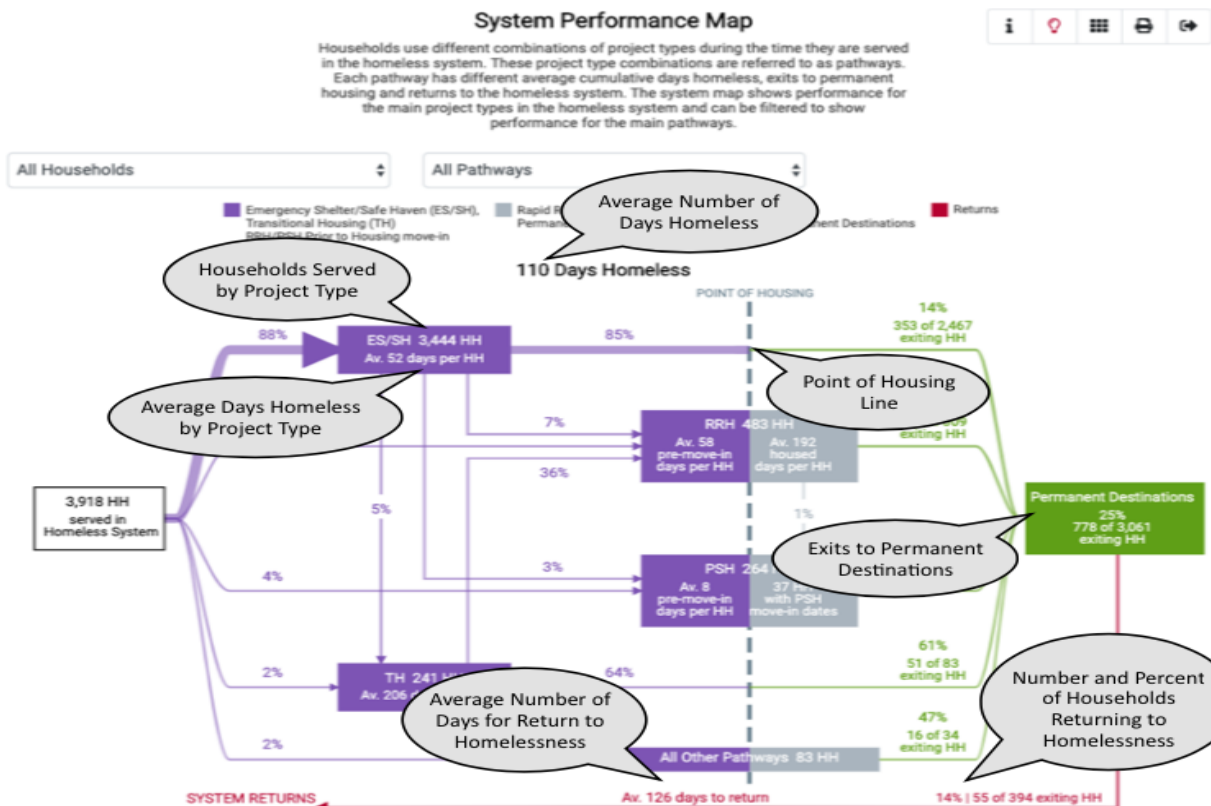 System Performance Map
Households use different combinations of project types during the time they are served
in the homeless system. These project type combinations are referred to as pathways.
Each pathway has different average cumulative days homeless, exits to permanent
housing and returns to the homeless system. The system map shows performance for
the main project types in the homeless system and can be filtered to show
performance for the main pathways.
All Households
All Pathways
Emergency Shelter/Safe Haven (ES/SH),
Transitional Housing (TH)
RRH/PSH Prior to Housing move-in
Rapid
Destinations
Returns
Average Number of
Days Homeless
110 Days Homeless
Households Served
by Project Type
POINT OF HOUSING
88%
ES/SH 3,444 HH
Av. 52 days per HH
85%
14%
353 of 2,467
exiting HH
Average Days Homeless
by Project Type
Point of Housing
Line
7%
RRH 483 HH
Av. 58
pre-move-in
days per HH
Av. 192
housed
days per HH
exiting HH
36%
3,918 HH
served in
Homeless System
5%
1%
Permanent Destinations
25%
778 of 3,061
exiting HH
Exits to Permanent
Destinations
4%
3%
PSH 264
Av. 8
pre-move-in
days per HH
37
with PSH
move-in dates
2%
TH 241
Av. 206
64%
61%
51 of 83
exiting HH
Average Number of
Days for Return to
Homelessness
Number and Percent
of Households
Returning to
Homelessness
2%
All Other Pathways 83 HH
47%
16 of 34
exiting HH
SYSTEM RETURNS
Av. 126 days to return
14% | 55 of 394 exiting HH